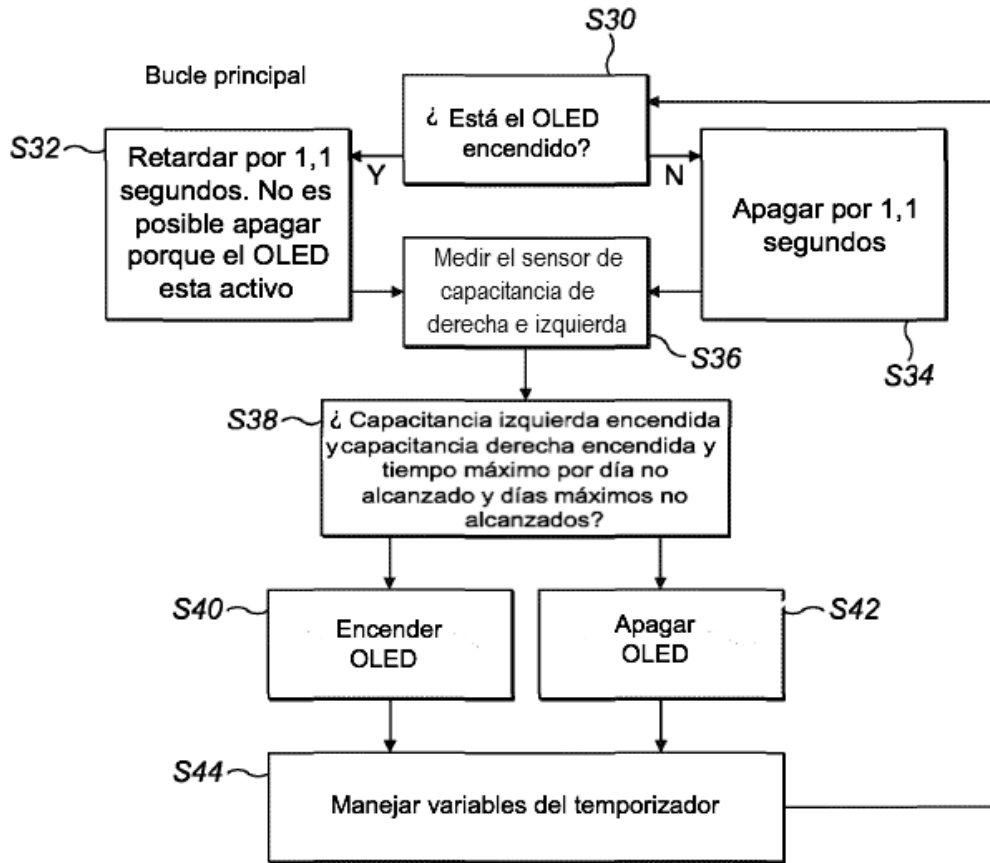 S30
Bucle principal
¿ Está el OLED
encendido?
S32
Retardar por 1,1
segundos. No es
posible apagar
porque el OLED
esta activo
Y
N
Apagar por 1,1
segundos
S34
Medir el sensor de
capacitancia de
derecha e izquierda
S36
S38
¿ Capacitancia izquierda encendida
y capacitancia derecha encendida y
tiempo máximo por día no
alcanzado y días máximos no
alcanzados?
S40
Encender
OLED
Apagar
OLED
S42
S44
Manejar variables del temporizador